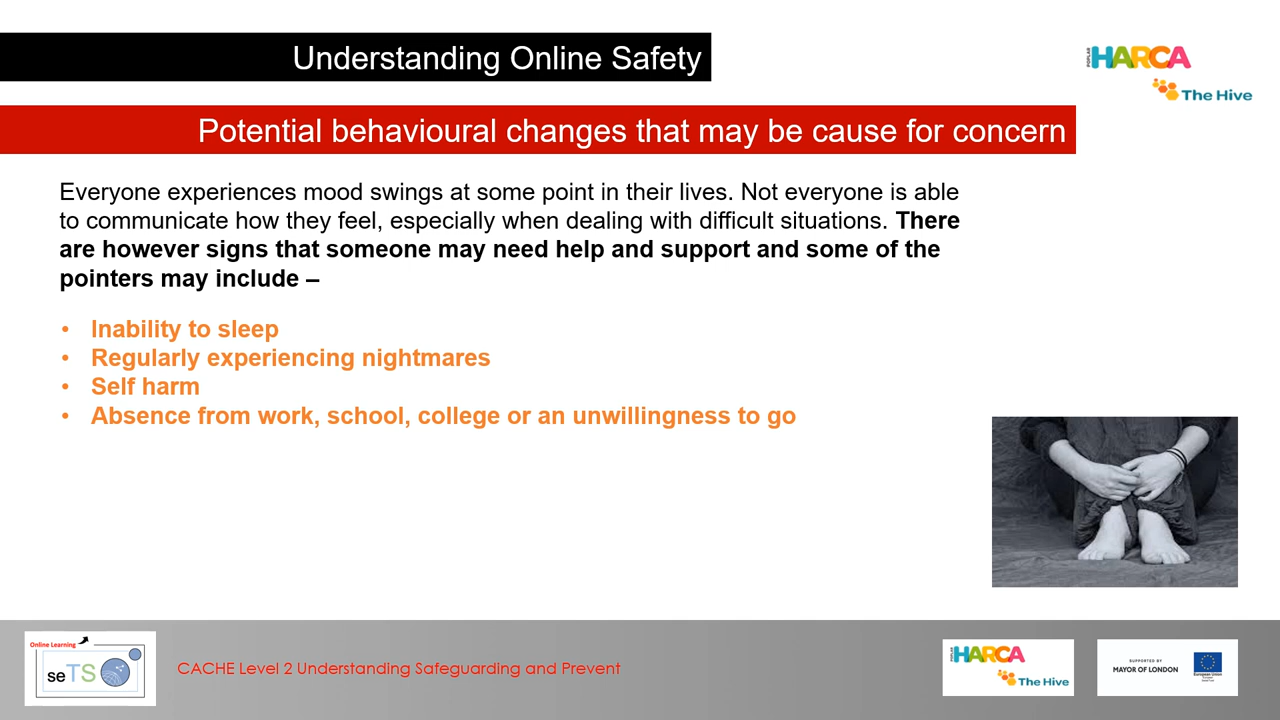 Understanding Online Safety
POPLAR HARCA
The Hive
Potential behavioural changes that may be cause for concern
Everyone experiences mood swings at some point in their lives. Not everyone is able
to communicate how they feel, especially when dealing with difficult situations. There
are however signs that someone may need help and support and some of the
pointers may include –
• Inability to sleep
• Regularly experiencing nightmares
• Self harm
• Absence from work, school, college or an unwillingness to go
Online Learning
seTS
CACHE Level 2 Understanding Safeguarding and Prevent
POPLAR HARCA
The Hive
SUPPORTED BY
MAYOR OF LONDON
European Union